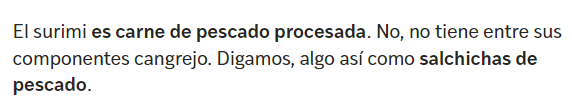 El surimi es carne de pescado procesada. No, no tiene entre sus
componentes cangrejo. Digamos, algo así como salchichas de
pescado.